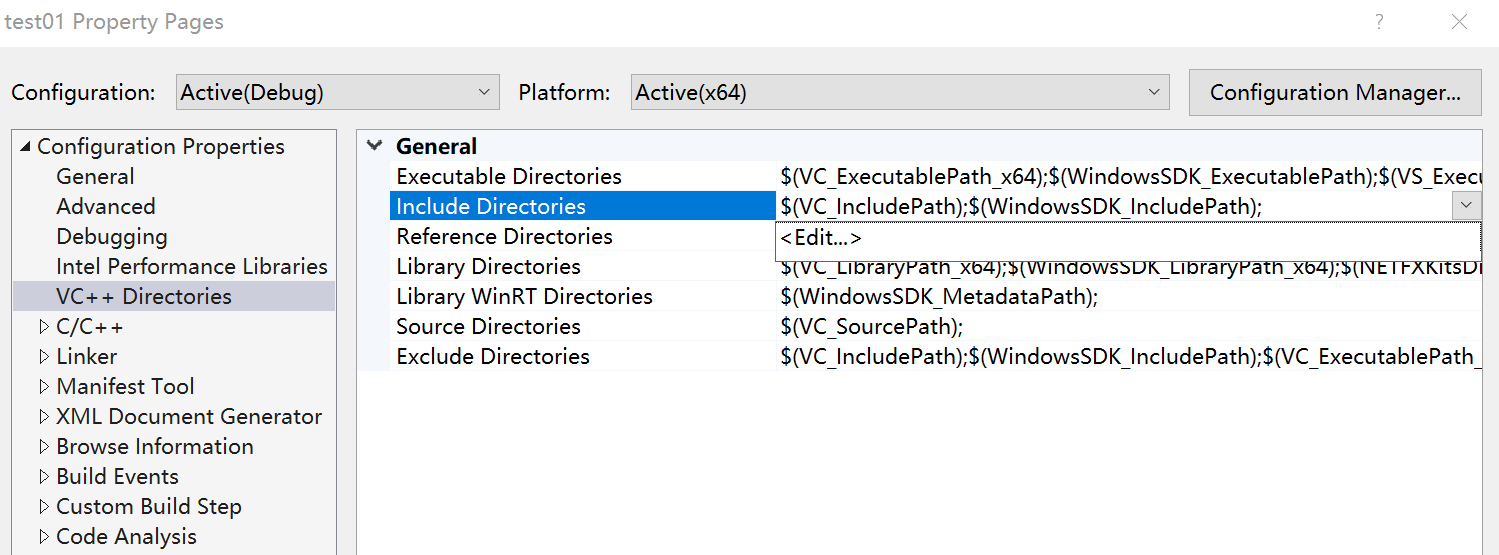 test01 Property Pages
Configuration: Active(Debug) Platform: Active(x64) Configuration Manager...
Configuration Properties
General
Advanced
Debugging
Intel Performance Libraries
VC++ Directories
C/C++
Linker
Manifest Tool
XML Document Generator
Browse Information
Build Events
Custom Build Step
Code Analysis
General
Executable Directories $(VC_ExecutablePath_x64);$(WindowsSDK_ExecutablePath);$(VS_Execu
Include Directories $(VC_IncludePath);$(WindowsSDK_IncludePath);
Reference Directories <Edit...>
Library Directories $(VC_LibraryPath_x64);$(WindowsSDK_LibraryPath_x64);$(NETFXKitsDi
Library WinRT Directories $(WindowsSDK_MetadataPath);
Source Directories $(VC_SourcePath);
Exclude Directories $(VC_IncludePath);$(WindowsSDK_IncludePath);$(VC_ExecutablePath_